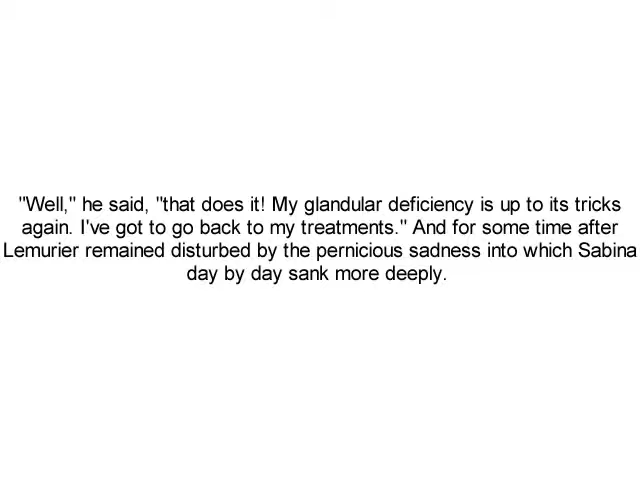 "Well," he said, "that does it! My glandular deficiency is up to its tricks
again. I've got to go back to my treatments." And for some time after
Lemurier remained disturbed by the pernicious sadness into which Sabina
day by day sank more deeply.